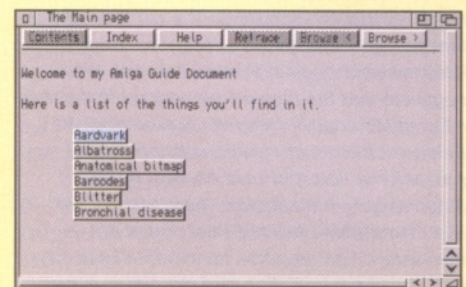 The Main page
Contents Index Help Retrace Browse < Browse >
Welcome to my Amiga Guide Document
Here is a list of the things you'll find in it.
Aardvark
Albatross
Anatomical bitmap
Barcodes
Blitter
Bronchial disease